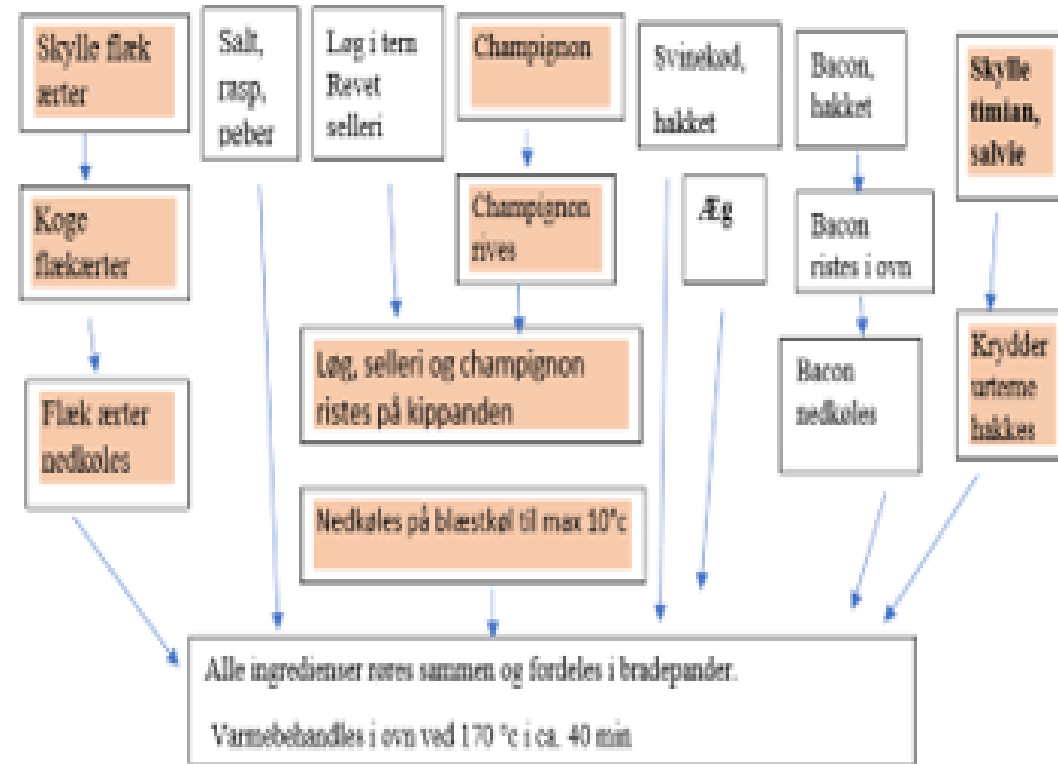 Skylle flæk
ærter
Salt,
rasp,
peber
Løg i tern
Revet
selleri
Champignon
Svinekød,
hakket
Bacon,
hakket
Skylle
timian,
salvie
Koge
flækærter
Champignon
rives
Æg
Bacon
ristes i ovn
Flæk ærter
nedkøles
Løg, selleri og champignon
ristes på kippanden
Bacon
nedkøles
Krydder
urterne
hakkes
Nedkøles på blæstkøl til max 10°c
Alle ingredienser røres sammen og fordeles i bradepander.
Varmebehandles i ovn ved 170 °c i ca. 40 min